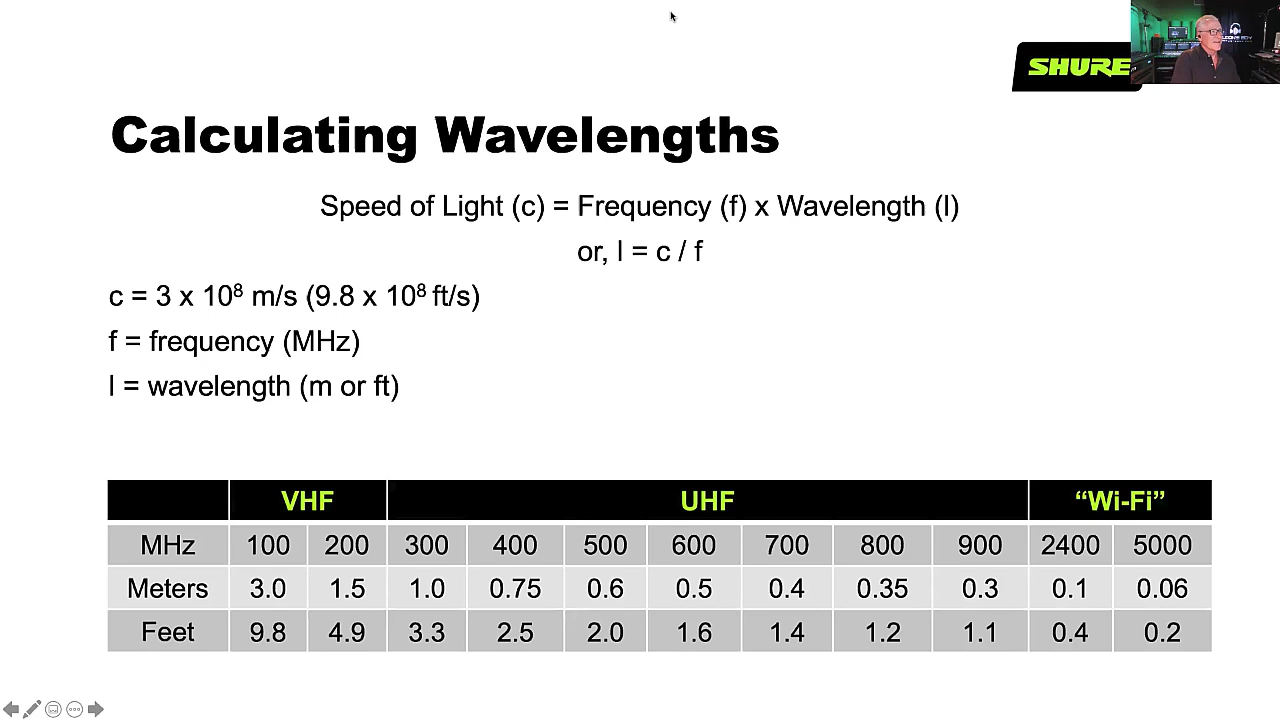 SHURE
Calculating Wavelengths
Speed of Light (c) = Frequency (f) x Wavelength (l)
or, l = c / f
c = 3 x 10⁸ m/s (9.8 x 10⁸ ft/s)
f = frequency (MHz)
l = wavelength (m or ft)
VHF UHF “Wi-Fi”
MHz 100 200 300 400 500 600 700 800 900 2400 5000
Meters 3.0 1.5 1.0 0.75 0.6 0.5 0.4 0.35 0.3 0.1 0.06
Feet 9.8 4.9 3.3 2.5 2.0 1.6 1.4 1.2 1.1 0.4 0.2